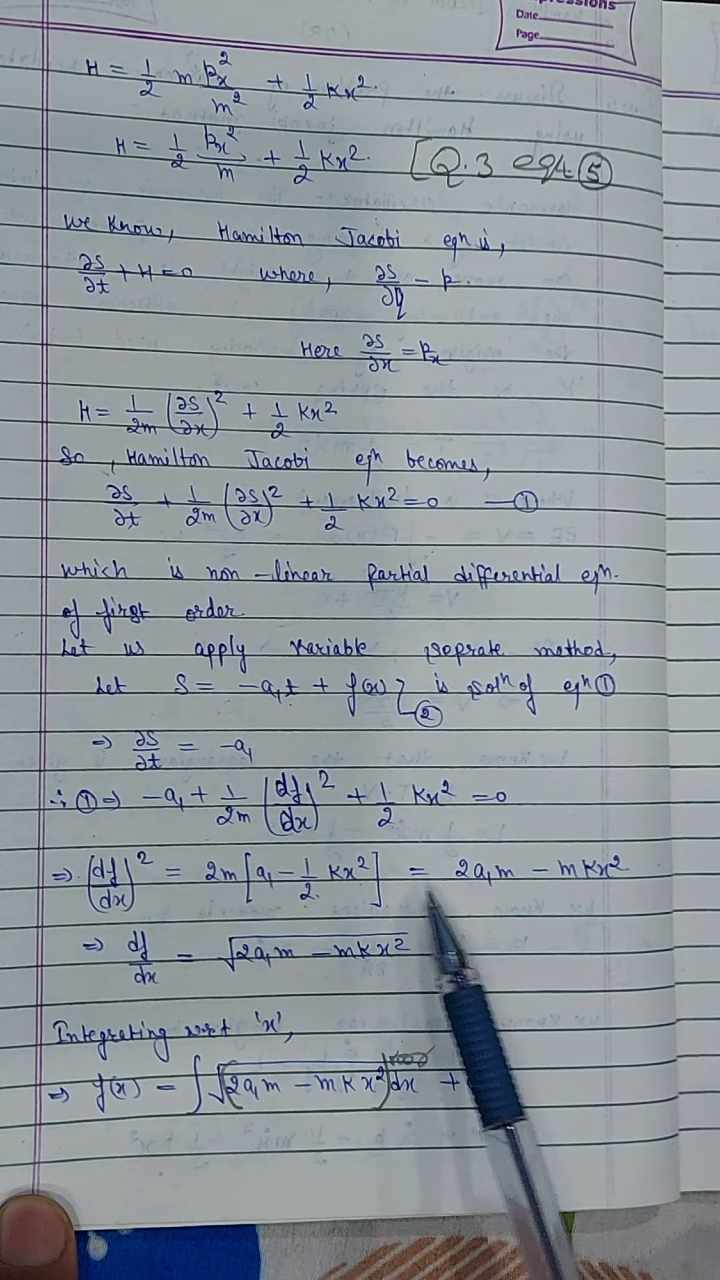 Date
Page
H = 1/2 m pₓ²/m² + 1/2 Kx².
H = 1/2 pₓ²/m + 1/2 Kx². [Q.3 eqt ⑤
We know, Hamilton Jacobi eqn is,
∂S/∂t + H = 0 where, ∂S/∂q = p.
Here ∂S/∂x = pₓ
H = 1/2m (∂S/∂x)² + 1/2 Kx²
So, Hamilton Jacobi eqn becomes,
∂S/∂t + 1/2m (∂S/∂x)² + 1/2 Kx² = 0 — ①
which is non-linear partial differential eqn.
of first order.
Let us apply variable seprate method,
Let S = -a₁t + f(x) } is solⁿ of eqⁿ ①
②
⇒ ∂S/∂t = -a₁
∴ ① ⇒ -a₁ + 1/2m (df/dx)² + 1/2 Kx² = 0
⇒ (df/dx)² = 2m [a₁ - 1/2 Kx²] = 2a₁m - mKx²
⇒ df/dx = √(2a₁m - mKx²)
Integrating w.r.t 'x',
⇒ f(x) = ∫ √(2a₁m - mKx²) dx +